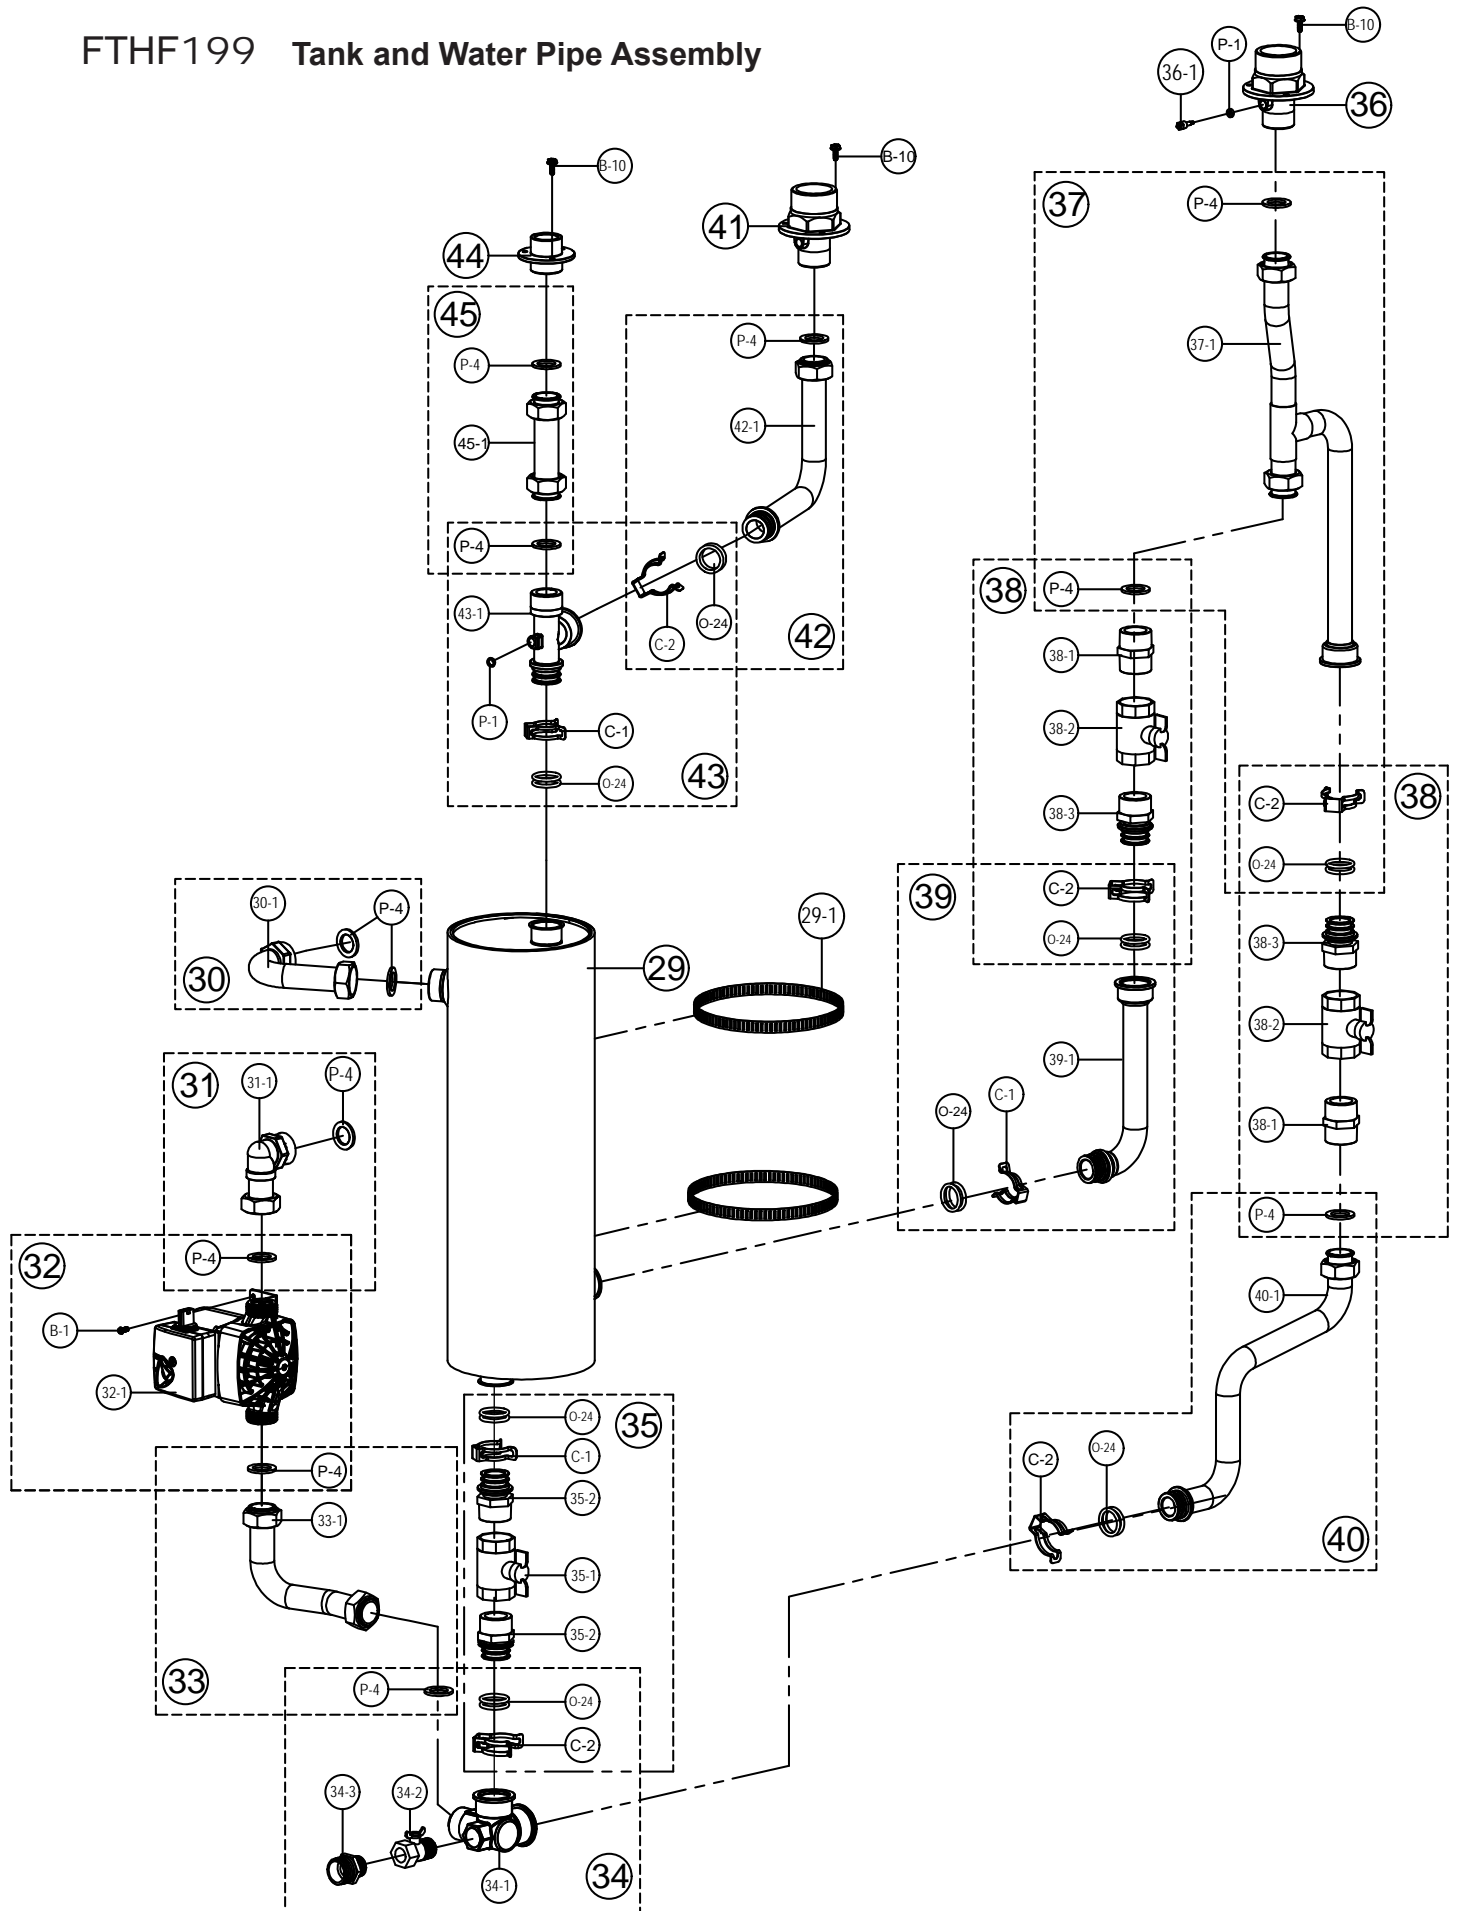 FTHF199 Tank and Water Pipe Assembly
B-10
P-1
36-1
36
B-10
B-10
41
44
37
P-4
45
P-4
P-4
37-1
45-1
42-1
P-4
38
P-4
43-1
C-2
O-24
42
38-1
P-1
C-1
38-2
43
O-24
C-2
38
38-3
O-24
39
C-2
30-1
P-4
29-1
O-24
38-3
30
29
38-2
31
31-1
P-4
39-1
C-1
O-24
38-1
P-4
32
P-4
40-1
B-1
32-1
O-24
35
C-1
C-2
O-24
P-4
35-2
33-1
40
35-1
35-2
33
P-4
O-24
C-2
34-3
34-2
34-1
34